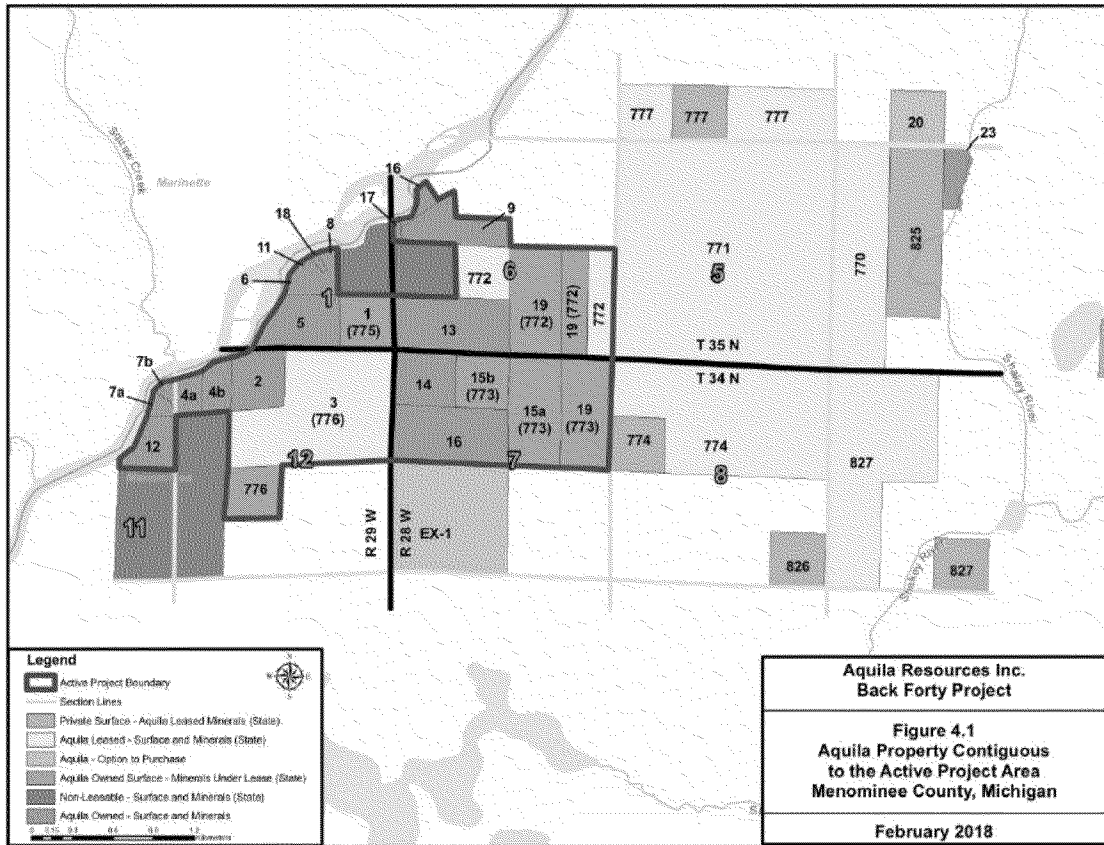 777
777
777
20
23
Squaw Creek
Marinette
16
17
9
18
8
11
6
771
770
825
772
6
5
1
5
1
(775)
13
19
(772)
19 (772)
772
T 35 N
T 34 N
7b
7a
4a
4b
2
3
(776)
14
15b
(773)
15a
(773)
19
(773)
12
16
774
774
12
7
8
827
776
11
R 29 W
R 28 W
EX-1
826
827
Shakey River
Legend
Active Project Boundary
Section Lines
Private Surface - Aquila Leased Minerals (State)
Aquila Leased - Surface and Minerals (State)
Aquila - Option to Purchase
Aquila Owned Surface - Minerals Under Lease (State)
Non-Leasable - Surface and Minerals (State)
Aquila Owned - Surface and Minerals
Aquila Resources Inc.
Back Forty Project
Figure 4.1
Aquila Property Contiguous
to the Active Project Area
Menominee County, Michigan
February 2018